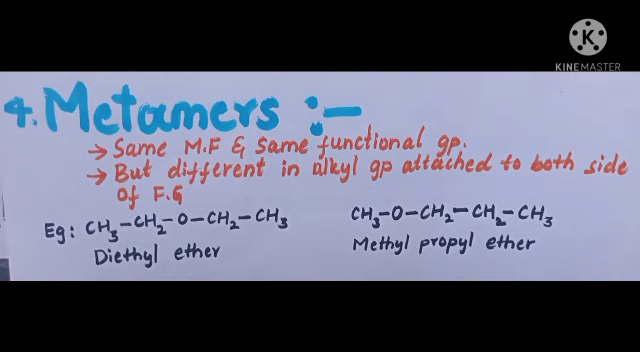 KINEMASTER
4. Metamers :-
→ Same M.F & Same functional gp.
→ But different in alkyl gp attached to both side
of F.G
Eg: CH₃-CH₂-O-CH₂-CH₃ CH₃-O-CH₂-CH₂-CH₃
Diethyl ether Methyl propyl ether